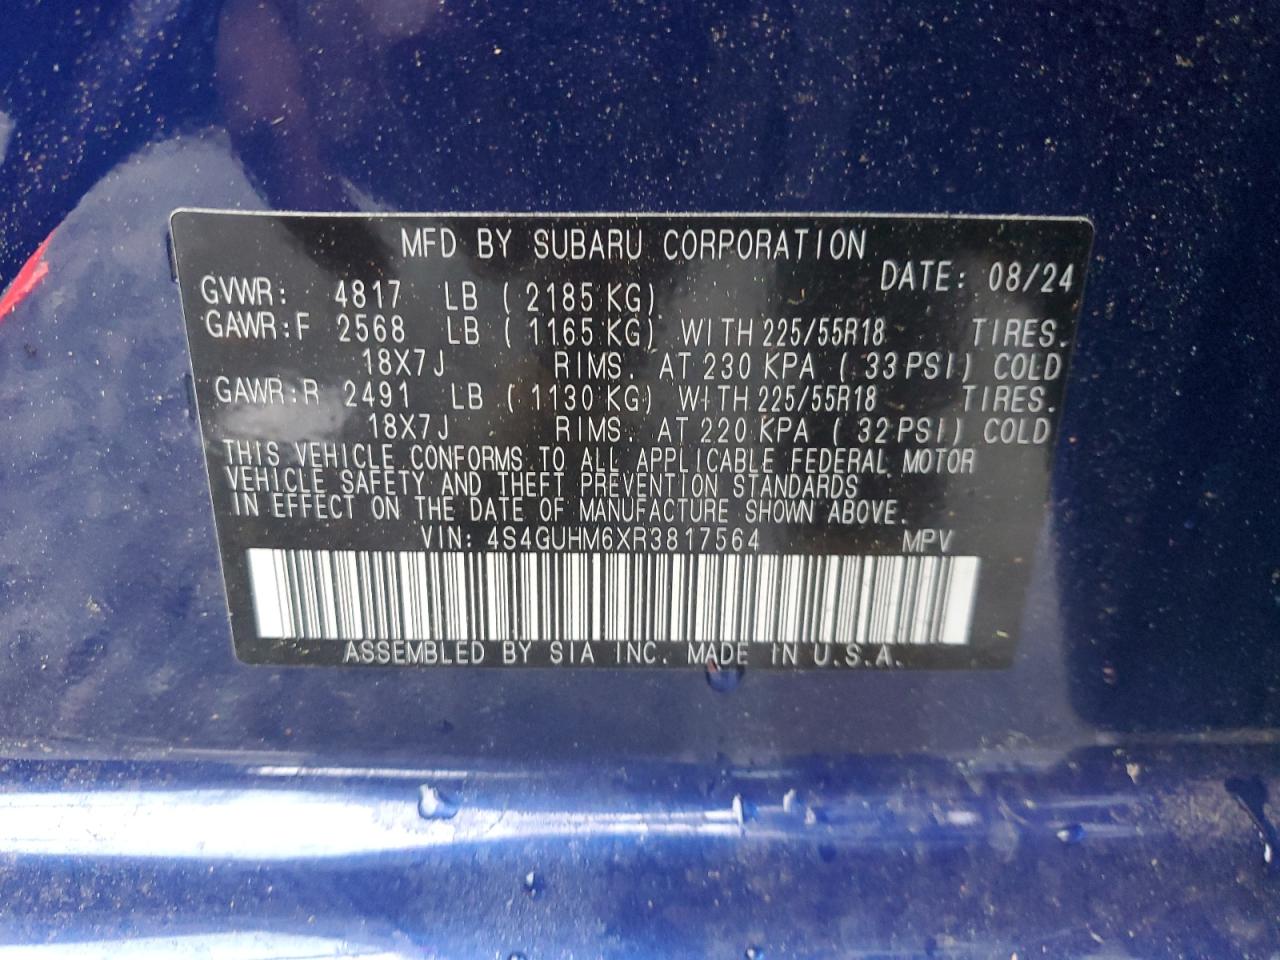 MFD BY SUBARU CORPORATION
DATE: 08/24
GVWR: 4817 LB ( 2185 KG)
GAWR:F 2568 LB ( 1165 KG) WITH 225/55R18 TIRES.
18X7J RIMS. AT 230 KPA ( 33 PSI) COLD
GAWR:R 2491 LB ( 1130 KG) WITH 225/55R18 TIRES.
18X7J RIMS. AT 220 KPA ( 32 PSI) COLD
THIS VEHICLE CONFORMS TO ALL APPLICABLE FEDERAL MOTOR
VEHICLE SAFETY AND THEFT PREVENTION STANDARDS
IN EFFECT ON THE DATE OF MANUFACTURE SHOWN ABOVE.
VIN: 4S4GUHM6XR3817564 MPV
ASSEMBLED BY SIA INC. MADE IN U.S.A.